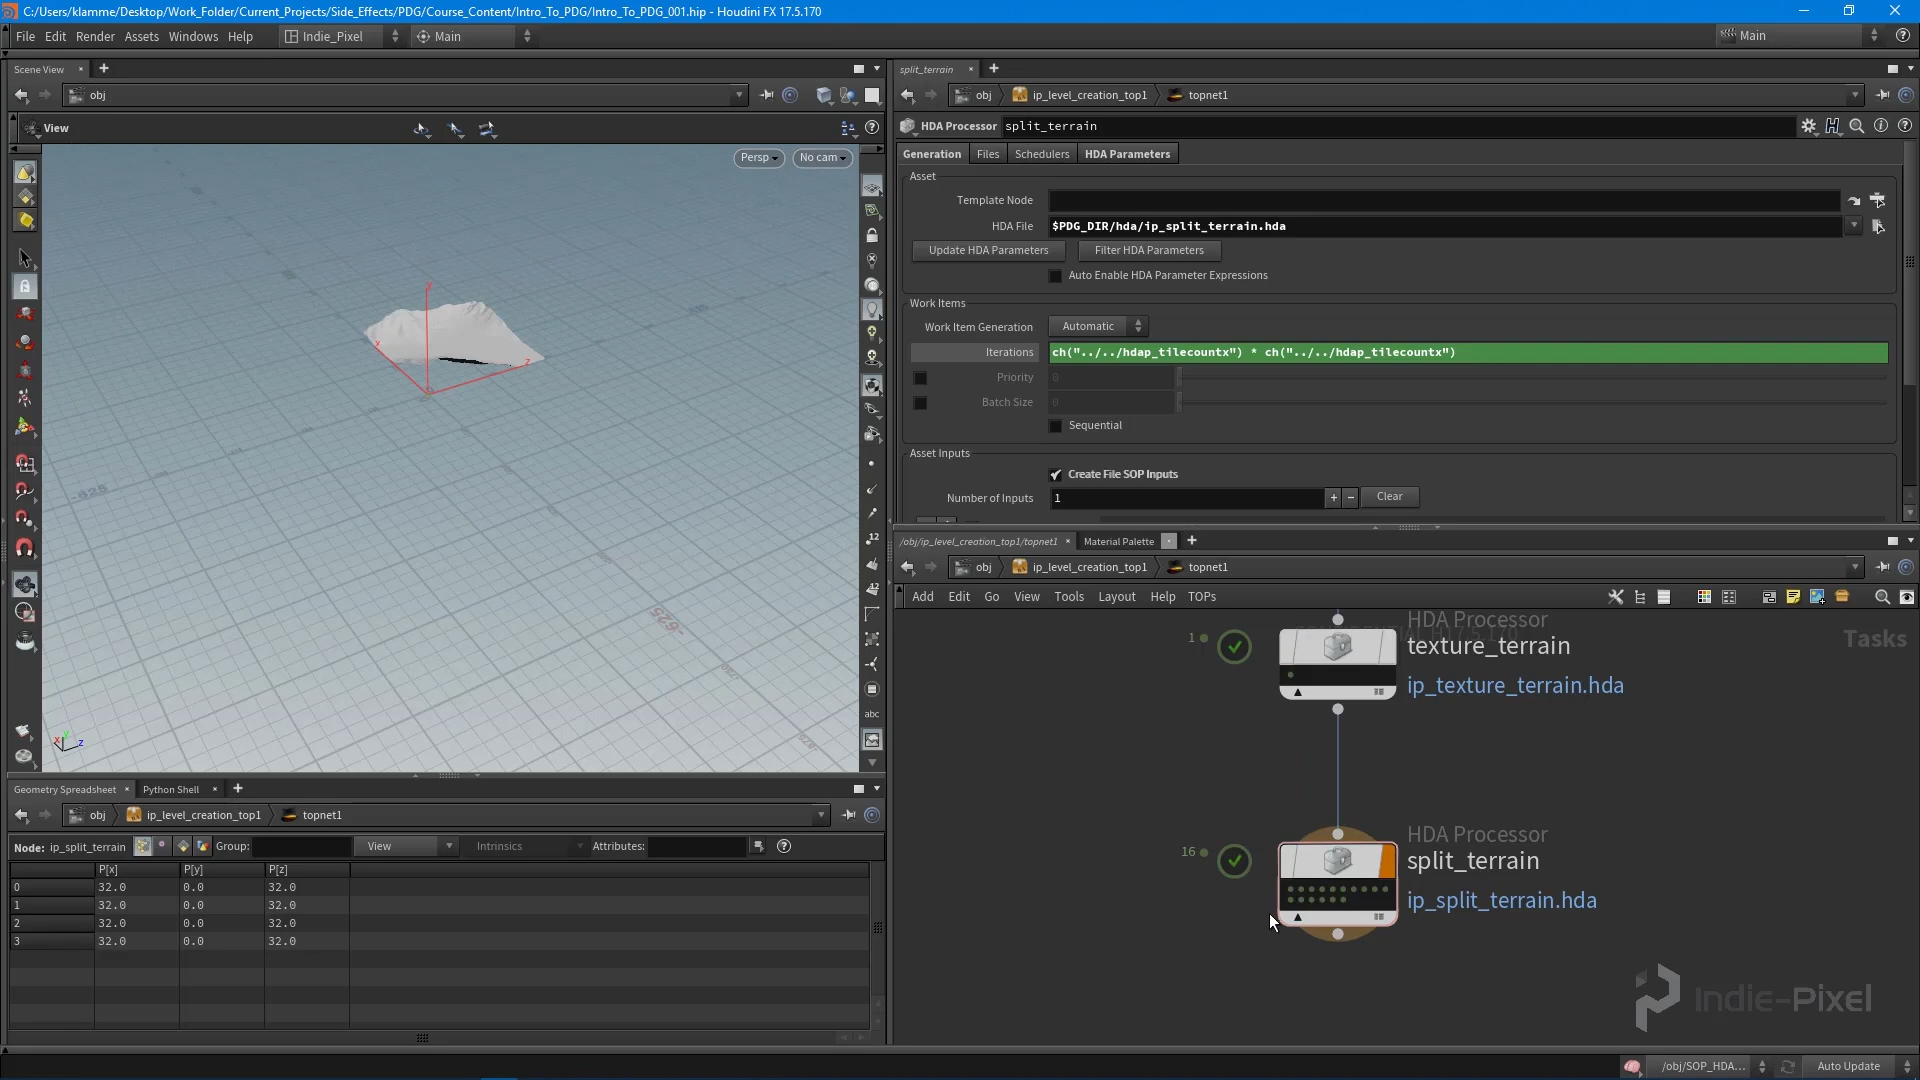 C:/Users/klamme/Desktop/Work_Folder/Current_Projects/Side_Effects/PDG/Course_Content/Intro_To_PDG/Intro_To_PDG_001.hip - Houdini FX 17.5.170
File Edit Render Assets Windows Help Indie_Pixel Main Main
Scene View
obj
View
Persp No cam
-625
-625
abc
x y z
x y z
split_terrain
obj ip_level_creation_top1 topnet1
HDA Processor split_terrain
Generation Files Schedulers HDA Parameters
Asset
Template Node
HDA File $PDG_DIR/hda/ip_split_terrain.hda
Update HDA Parameters Filter HDA Parameters
Auto Enable HDA Parameter Expressions
Work Items
Work Item Generation Automatic
Iterations ch("../../hdap_tilecountx") * ch("../../hdap_tilecountx")
Priority 0
Batch Size 0
Sequential
Asset Inputs
Create File SOP Inputs
Number of Inputs 1 + − Clear
/obj/ip_level_creation_top1/topnet1 Material Palette
obj ip_level_creation_top1 topnet1
Add Edit Go View Tools Layout Help TOPs
Tasks
HDA Processor
1 texture_terrain
ip_texture_terrain.hda
HDA Processor
16 split_terrain
ip_split_terrain.hda
Indie-Pixel
Geometry Spreadsheet Python Shell
obj ip_level_creation_top1 topnet1
Node: ip_split_terrain Group: View Intrinsics Attributes:
P[x] P[y] P[z]
0 32.0 0.0 32.0
1 32.0 0.0 32.0
2 32.0 0.0 32.0
3 32.0 0.0 32.0
/obj/SOP_HDA... Auto Update